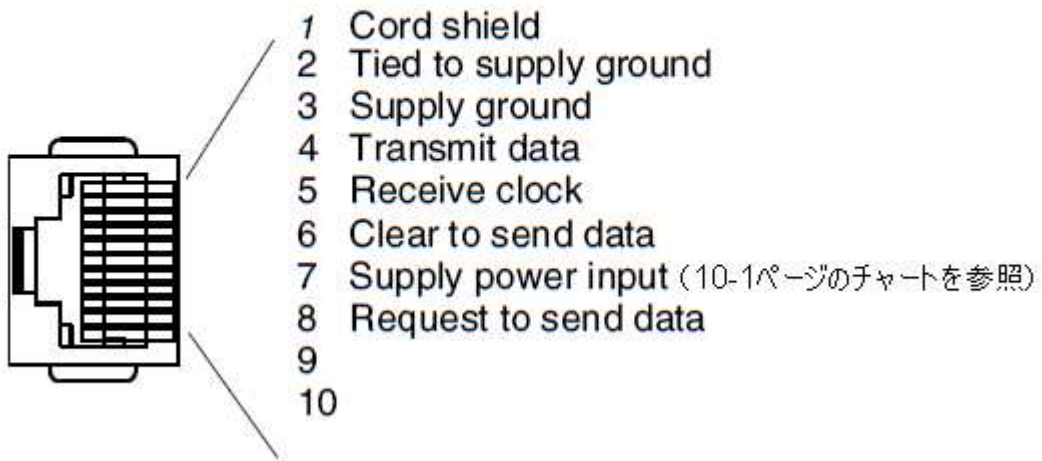 1 Cord shield
2 Tied to supply ground
3 Supply ground
4 Transmit data
5 Receive clock
6 Clear to send data
7 Supply power input (10-1ページのチャートを参照)
8 Request to send data
9
10